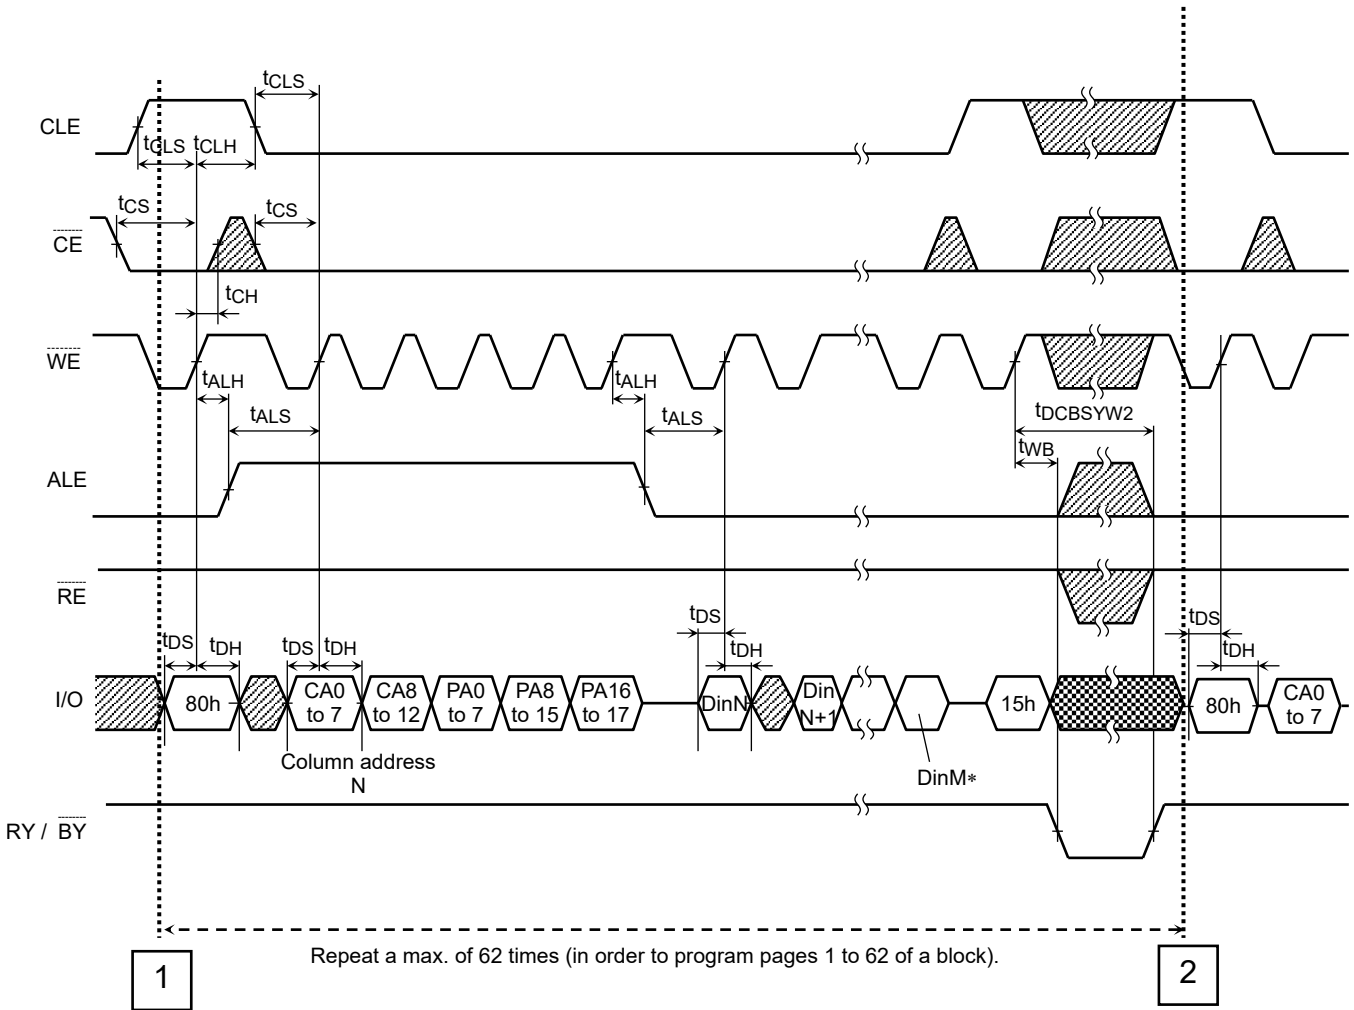 tCLS
CLE
tCLS tCLH
tCS tCS
CE
tCH
WE
tALH tALH
tALS tALS tDCBSYW2
tWB
ALE
RE
tDS tDH tDS tDH tDS tDH tDS tDH
I/O
80h
CA0 to 7
CA8 to 12
PA0 to 7
PA8 to 15
PA16 to 17
DinN
Din N+1
15h
80h
CA0 to 7
Column address
N
DinM*
RY / BY
1
Repeat a max. of 62 times (in order to program pages 1 to 62 of a block).
2